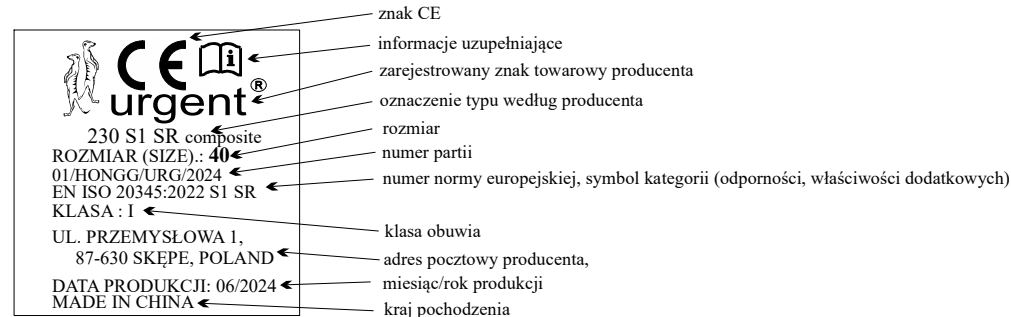 CE i
urgent®
230 S1 SR composite
ROZMIAR (SIZE).: 40
01/HONGG/URG/2024
EN ISO 20345:2022 S1 SR
KLASA : I
UL. PRZEMYSŁOWA 1,
87-630 SKĘPE, POLAND
DATA PRODUKCJI: 06/2024
MADE IN CHINA
znak CE
informacje uzupełniające
zarejestrowany znak towarowy producenta
oznaczenie typu według producenta
rozmiar
numer partii
numer normy europejskiej, symbol kategorii (odporności, właściwości dodatkowych)
klasa obuwia
adres pocztowy producenta,
miesiąc/rok produkcji
kraj pochodzenia